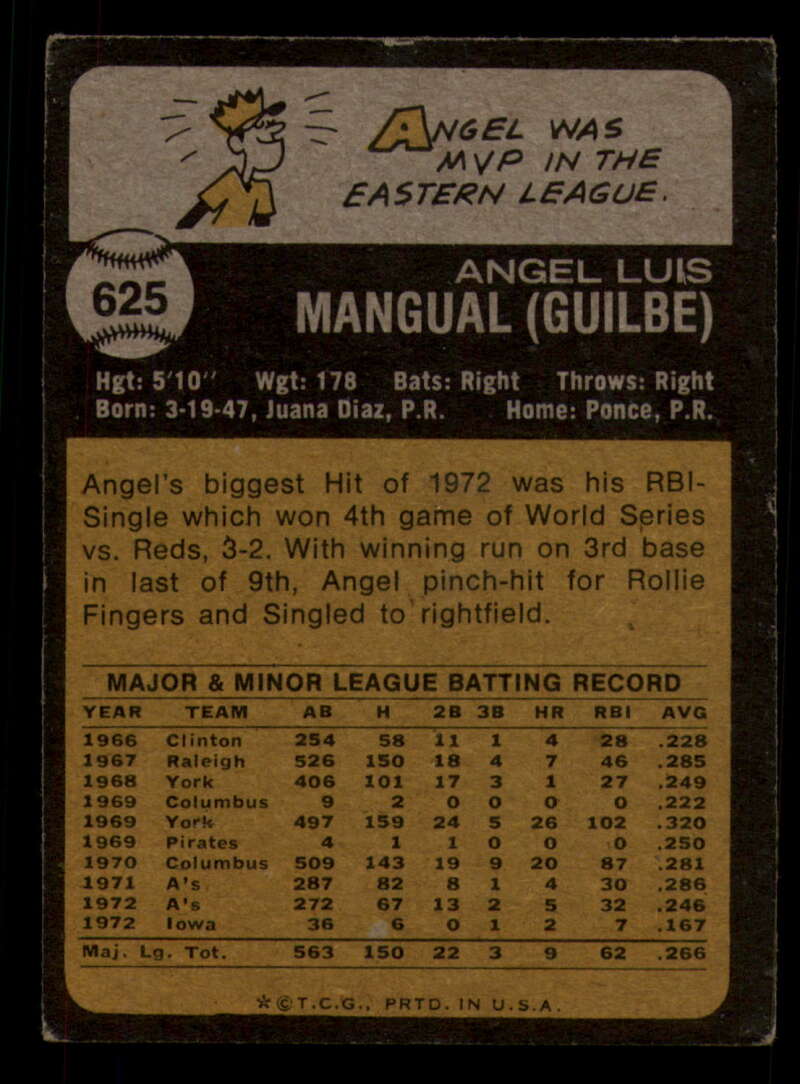 ANGEL WAS
MVP IN THE
EASTERN LEAGUE.
625
ANGEL LUIS
MANGUAL (GUILBE)
Hgt: 5'10" Wgt: 178 Bats: Right Throws: Right
Born: 3-19-47, Juana Diaz, P.R. Home: Ponce, P.R.
Angel's biggest Hit of 1972 was his RBI-
Single which won 4th game of World Series
vs. Reds, 3-2. With winning run on 3rd base
in last of 9th, Angel pinch-hit for Rollie
Fingers and Singled to rightfield.
MAJOR & MINOR LEAGUE BATTING RECORD
YEAR TEAM AB H 2B 3B HR RBI AVG
1966 Clinton 254 58 11 1 4 28 .228
1967 Raleigh 526 150 18 4 7 46 .285
1968 York 406 101 17 3 1 27 .249
1969 Columbus 9 2 0 0 0 0 .222
1969 York 497 159 24 5 26 102 .320
1969 Pirates 4 1 1 0 0 0 .250
1970 Columbus 509 143 19 9 20 87 .281
1971 A's 287 82 8 1 4 30 .286
1972 A's 272 67 13 2 5 32 .246
1972 Iowa 36 6 0 1 2 7 .167
Maj. Lg. Tot. 563 150 22 3 9 62 .266
*©T.C.G., PRTD. IN U.S.A.